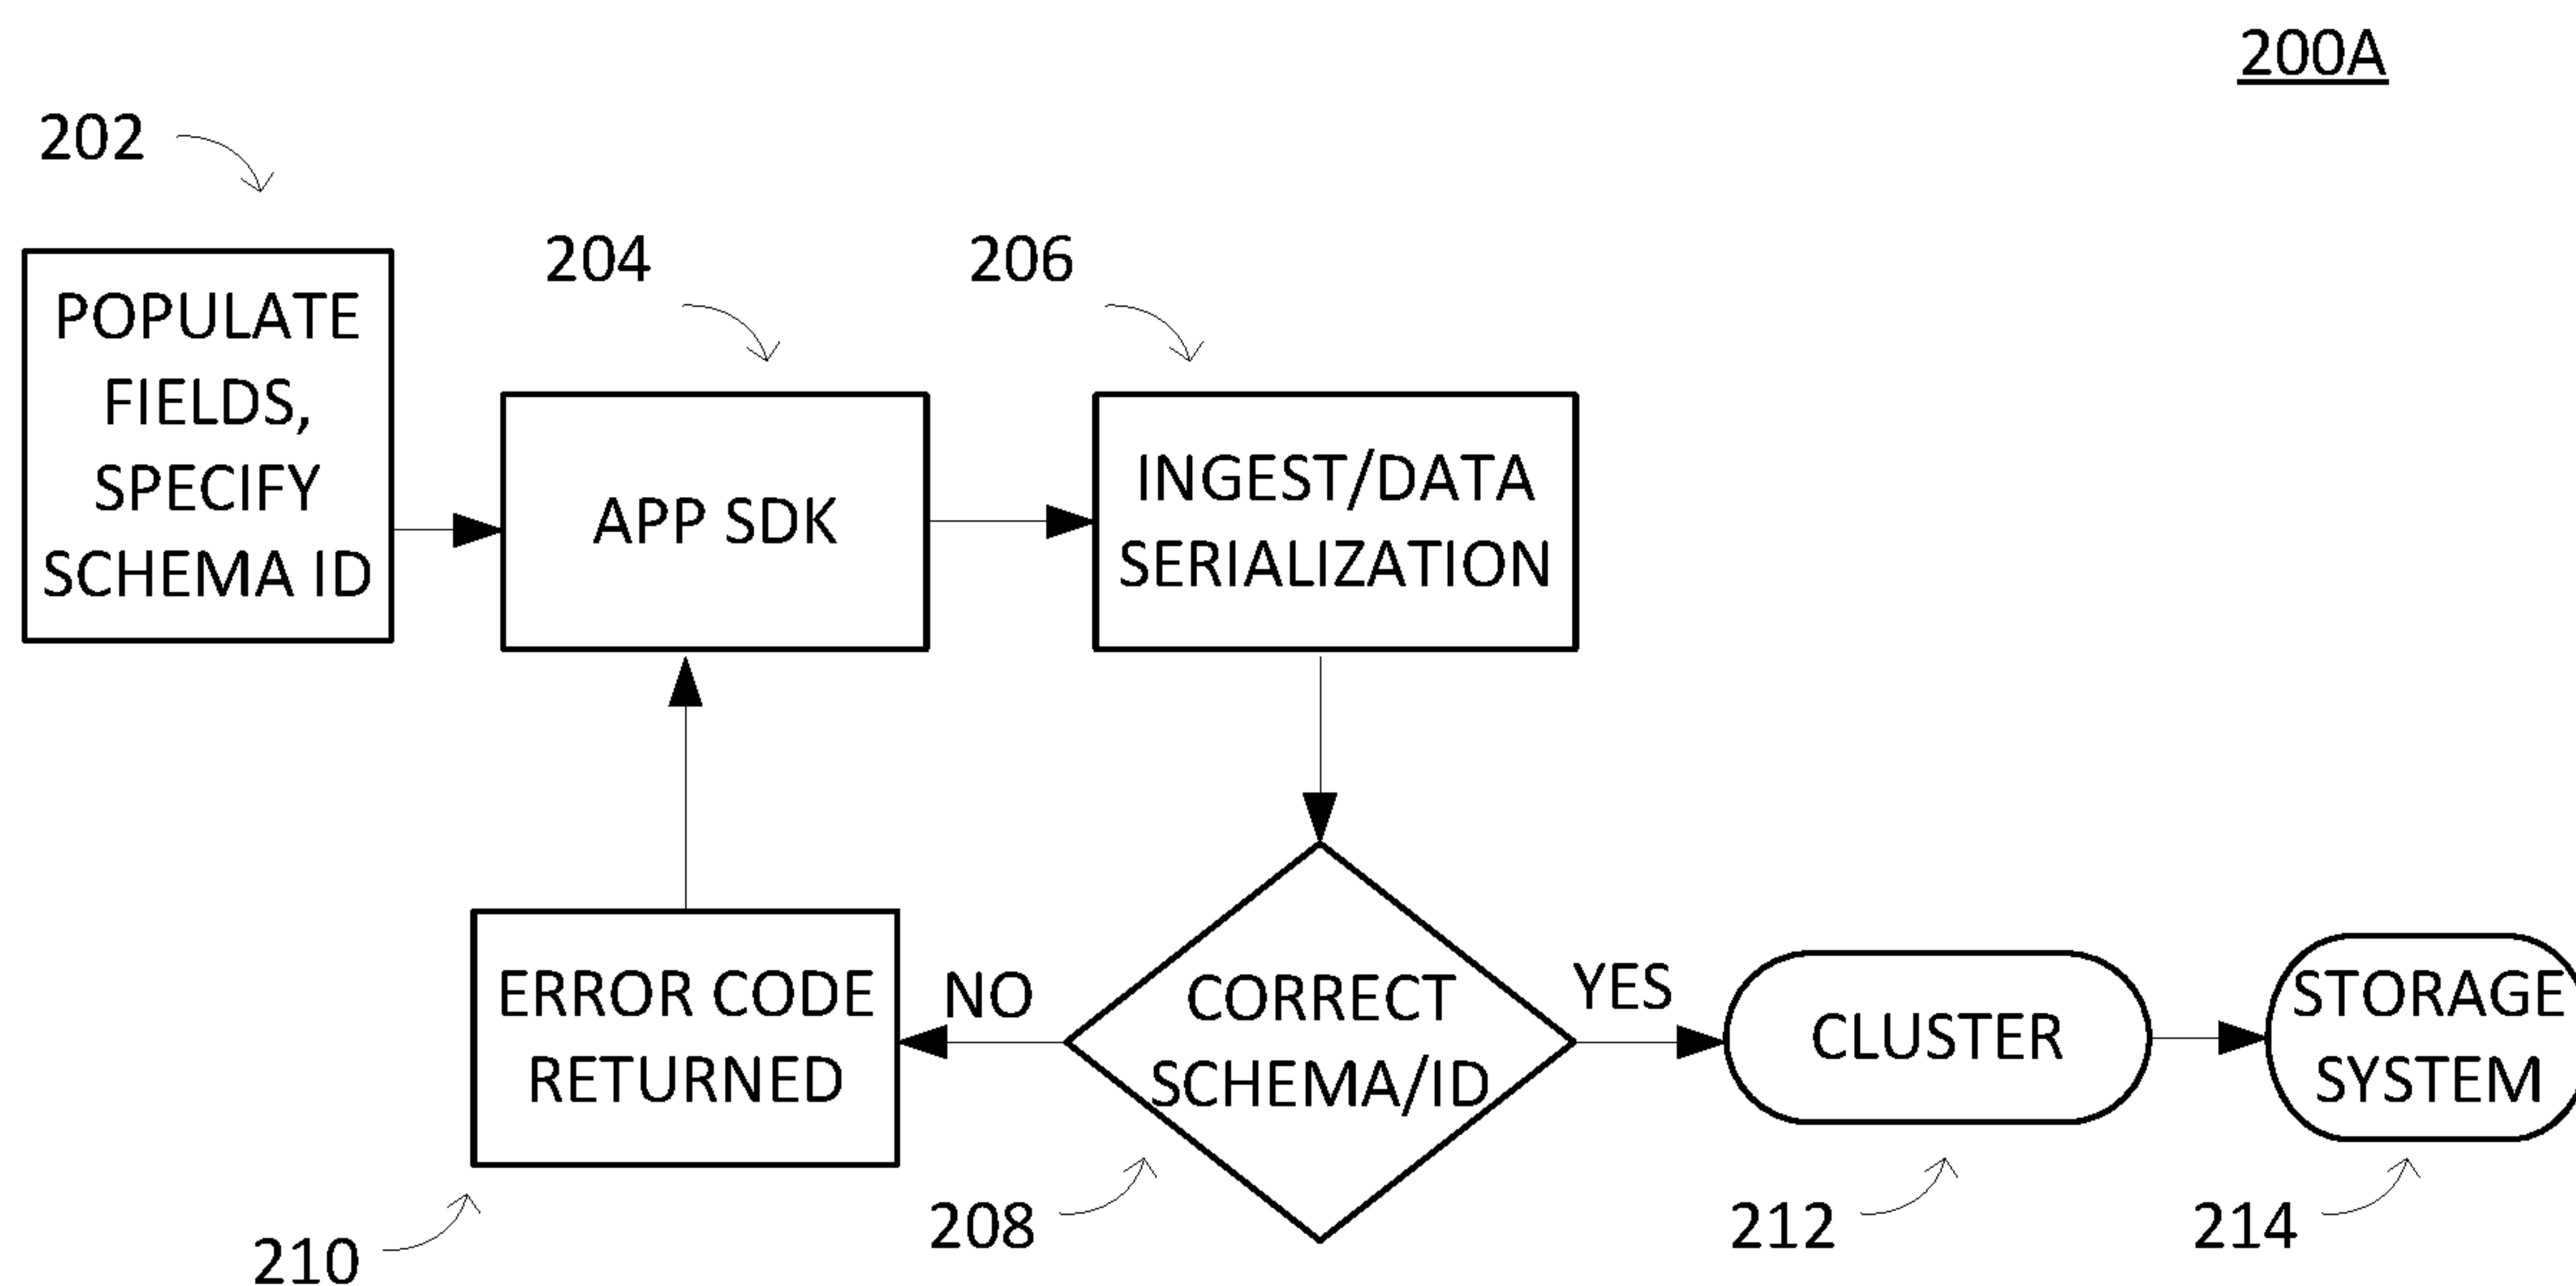 200A
202
204
206
POPULATE
FIELDS,
SPECIFY
SCHEMA ID
APP SDK
INGEST/DATA
SERIALIZATION
ERROR CODE
RETURNED
NO
CORRECT
SCHEMA/ID
YES
CLUSTER
STORAGE
SYSTEM
210
208
212
214